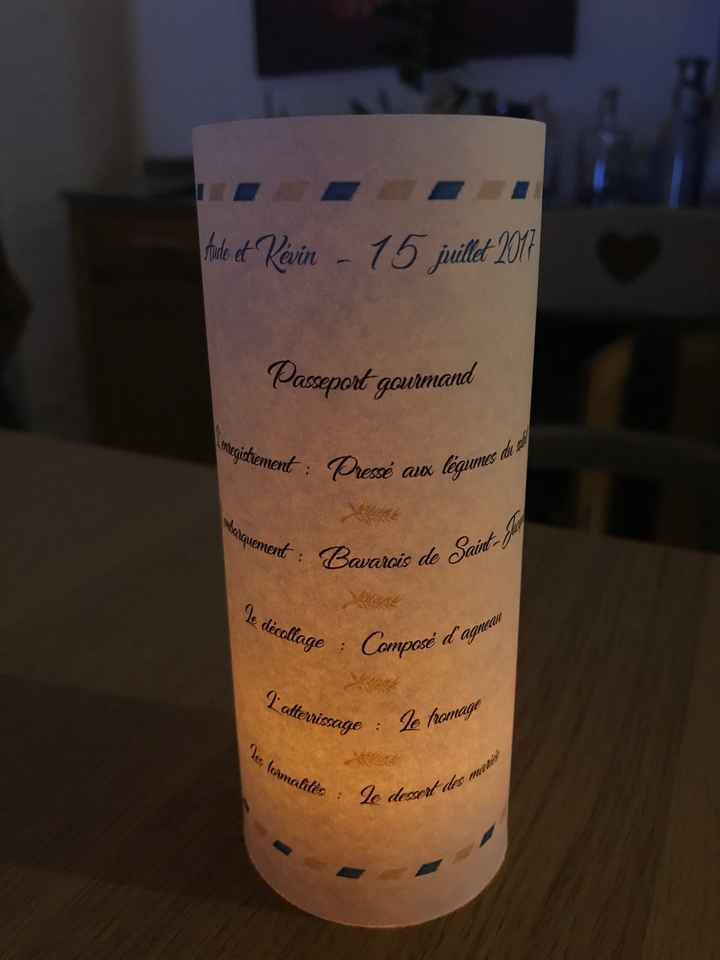 Aude et Kévin - 15 juillet 2017
Passeport gourmand
L'enregistrement : Pressé aux légumes du
embarquement : Bavarois de Saint-
Le décollage : Composé d'agneau
L'atterrissage : Le fromage
Les formalités : Le dessert des mariés